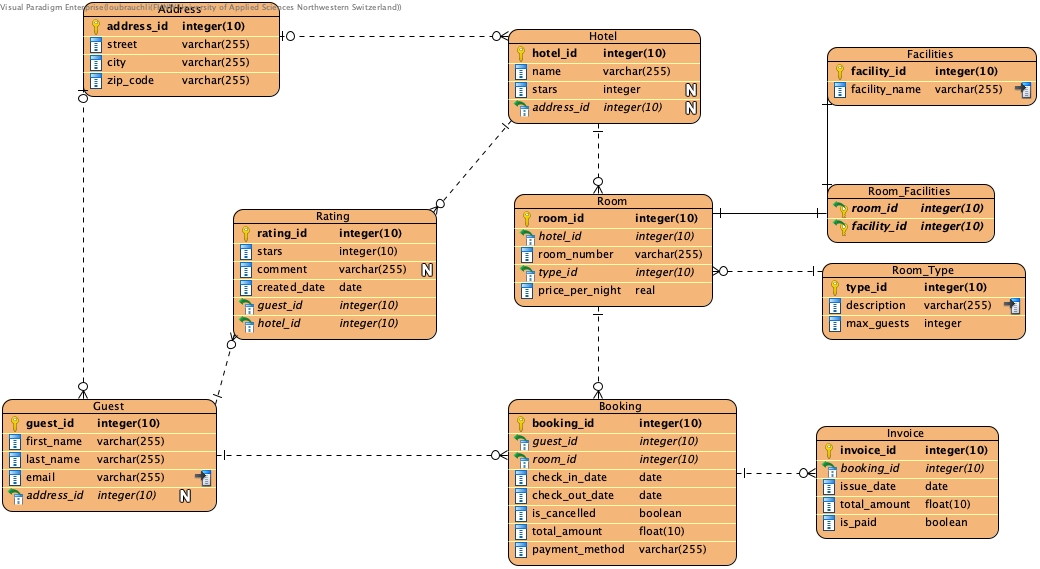 Visual Paradigm Enterprise(loubrauchli(FHNW University of Applied Sciences Northwestern Switzerland))
Address
address_id integer(10)
street varchar(255)
city varchar(255)
zip_code varchar(255)
Hotel
hotel_id integer(10)
name varchar(255)
stars integer N
address_id integer(10) N
Facilities
facility_id integer(10)
facility_name varchar(255)
Room_Facilities
room_id integer(10)
facility_id integer(10)
Room
room_id integer(10)
hotel_id integer(10)
room_number varchar(255)
type_id integer(10)
price_per_night real
Rating
rating_id integer(10)
stars integer(10)
comment varchar(255) N
created_date date
guest_id integer(10)
hotel_id integer(10)
Room_Type
type_id integer(10)
description varchar(255)
max_guests integer
Guest
guest_id integer(10)
first_name varchar(255)
last_name varchar(255)
email varchar(255)
address_id integer(10) N
Booking
booking_id integer(10)
guest_id integer(10)
room_id integer(10)
check_in_date date
check_out_date date
is_cancelled boolean
total_amount float(10)
payment_method varchar(255)
Invoice
invoice_id integer(10)
booking_id integer(10)
issue_date date
total_amount float(10)
is_paid boolean